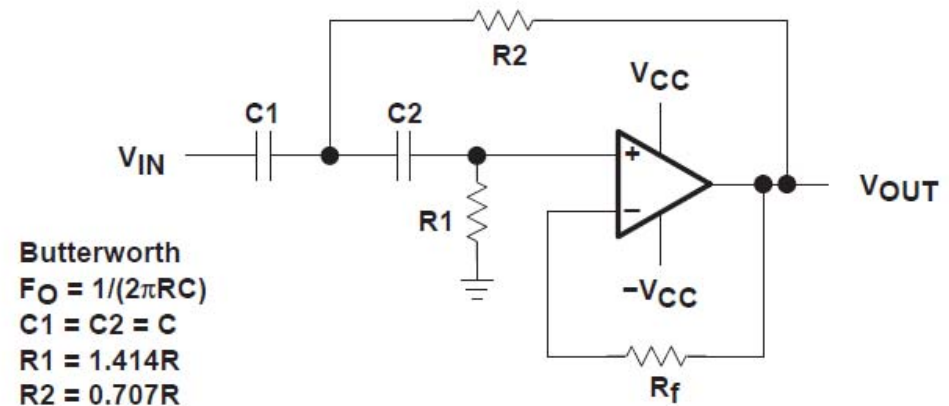 R2
VCC
C1
C2
VIN
+
VOUT
R1
−
−VCC
Rf
Butterworth
FO = 1/(2πRC)
C1 = C2 = C
R1 = 1.414R
R2 = 0.707R